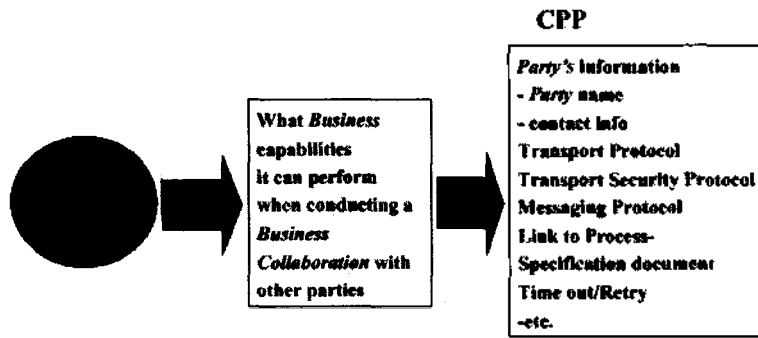 CPP
What Business
capabilities
it can perform
when conducting a
Business
Collaboration with
other parties
Party's Information
- Party name
- contact info
Transport Protocol
Transport Security Protocol
Messaging Protocol
Link to Process-
Specification document
Time out/Retry
-etc.